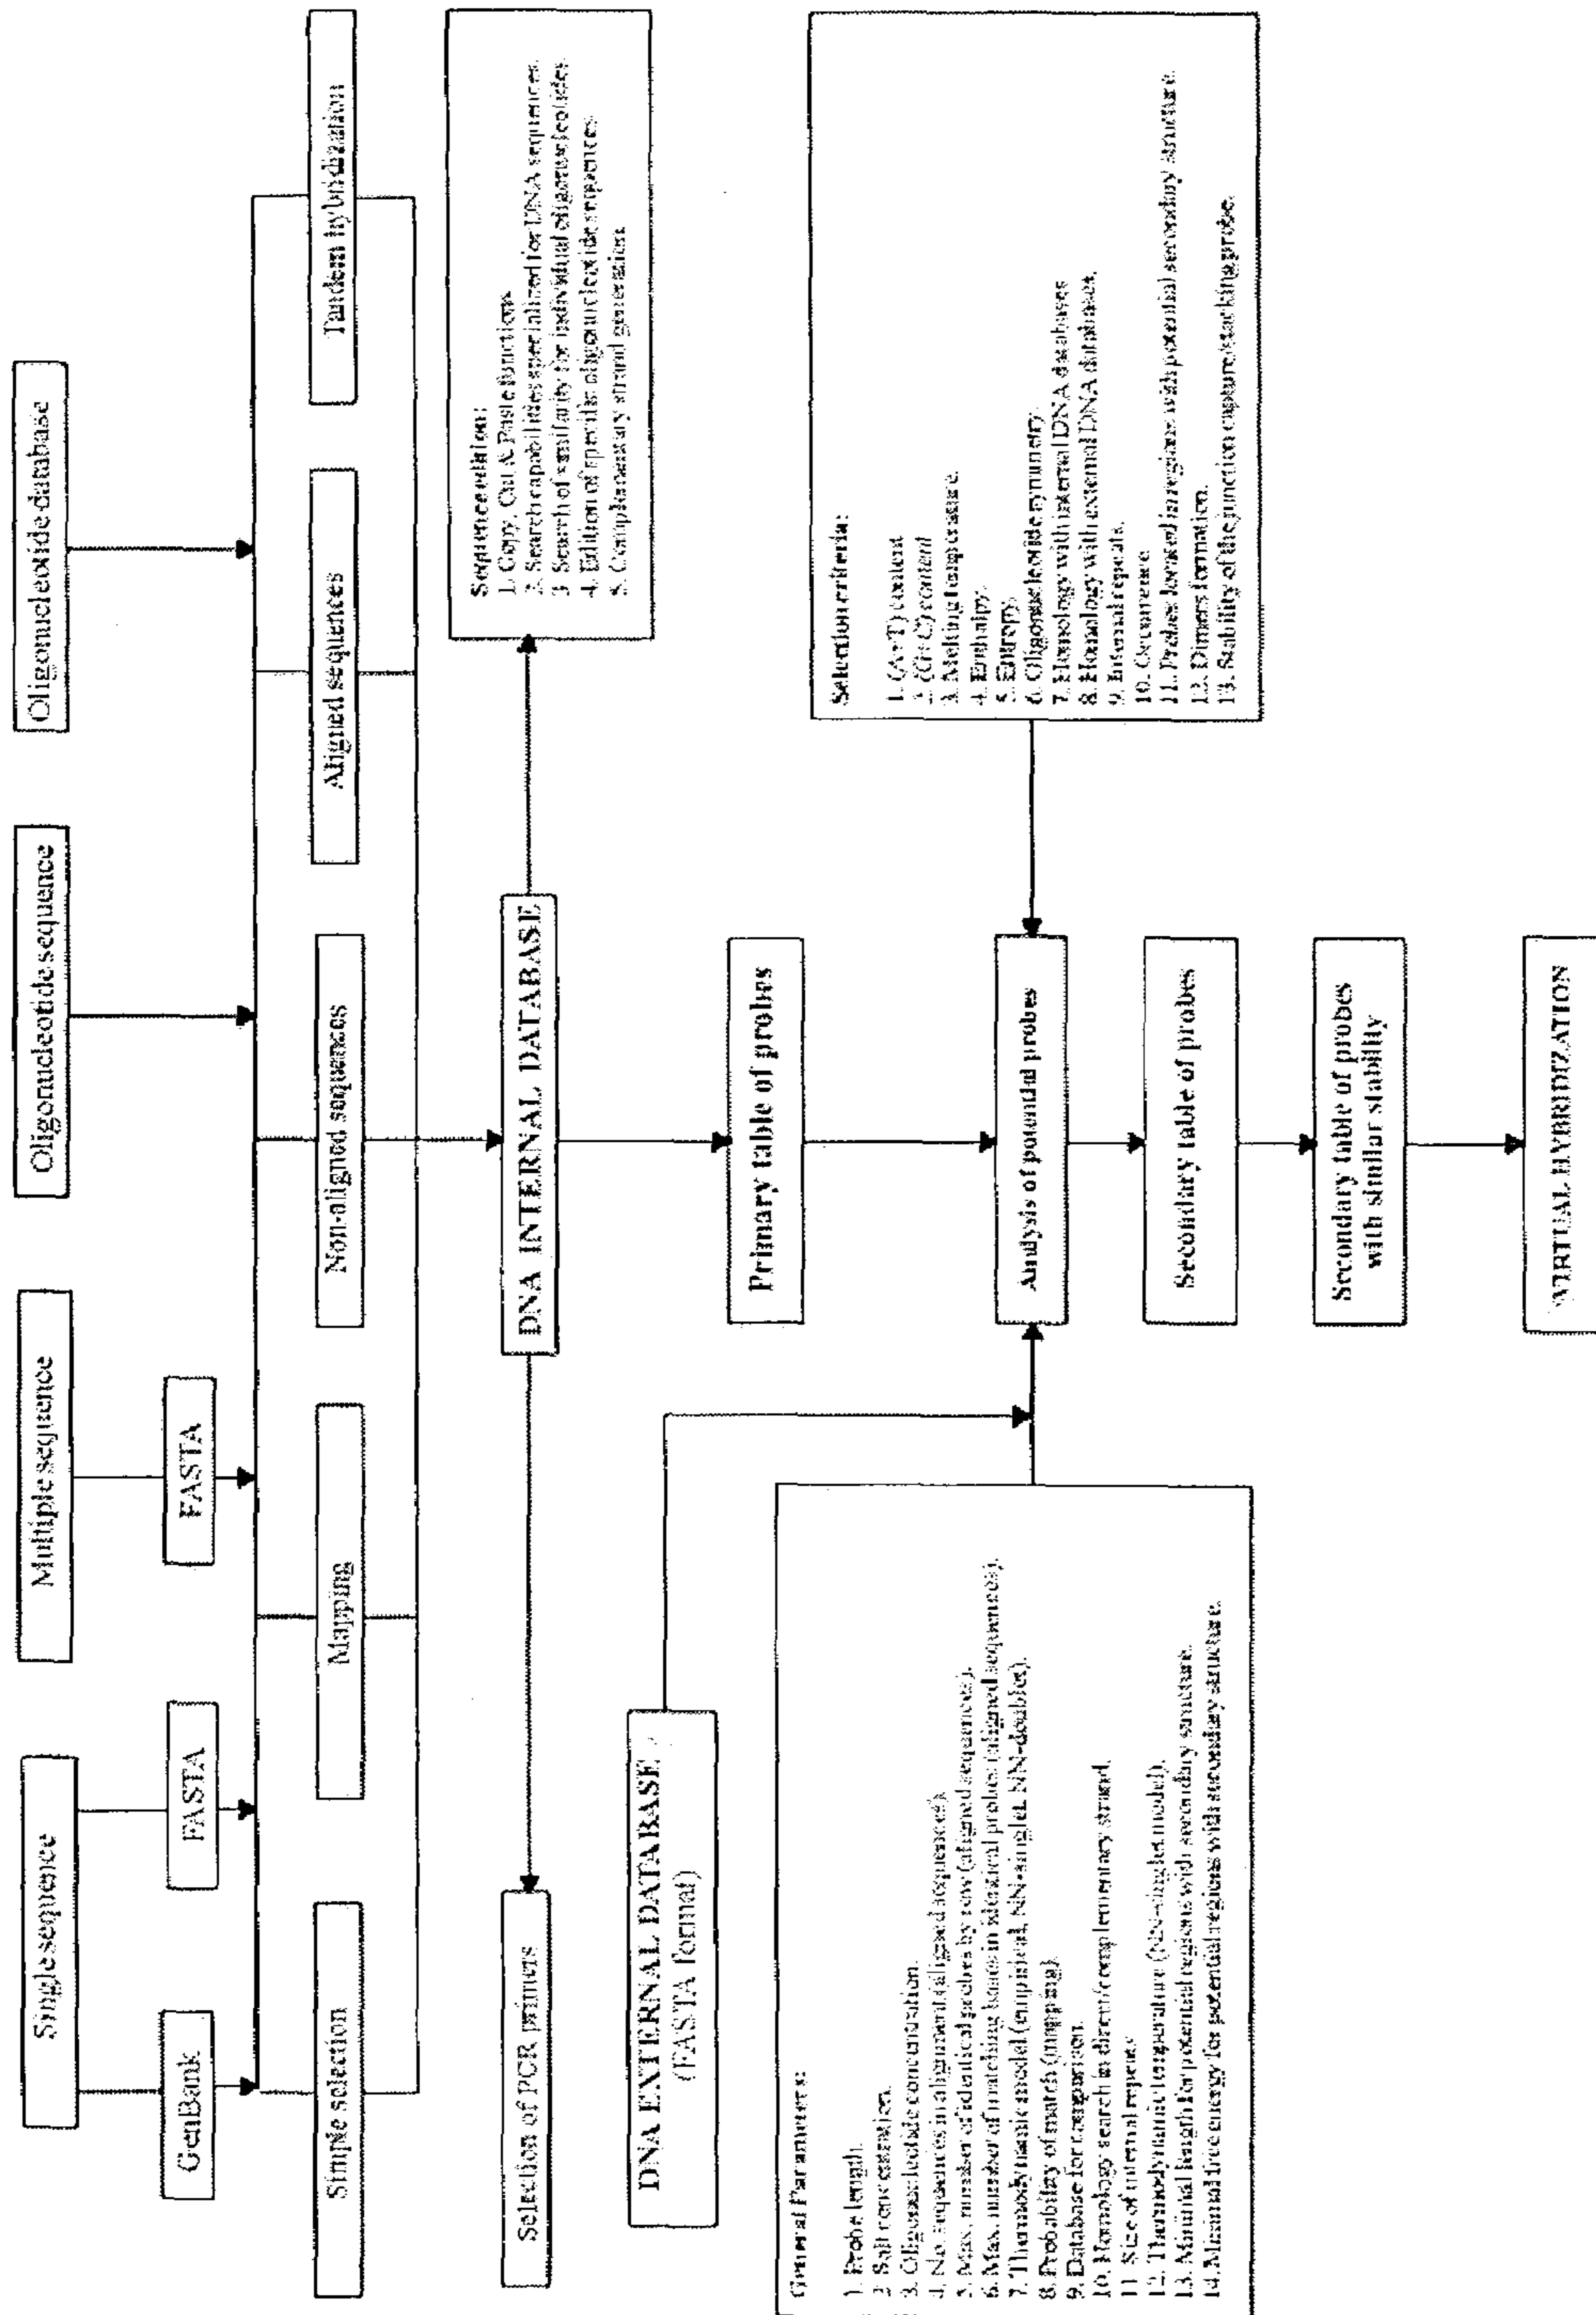 Single sequence
Multiple sequence
Oligonucleotide sequence
Oligonucleotide database
GenBank
FASTA
FASTA
Simple selection
Mapping
Non-aligned sequences
Aligned sequences
Tandem hybridization
Selection of PCR primers
DNA INTERNAL DATABASE
Sequence edition:
1. Copy, Cut & Paste function.
2. Search capabilities specialized for DNA sequences.
3. Search of similarity for individual oligonucleotides.
4. Edition of specific oligonucleotide sequences.
5. Complementary strand generation.
DNA EXTERNAL DATABASE
(FASTA format)
Primary table of probes
General Parameters:
1. Probe length.
2. Salt concentration.
3. Oligonucleotide concentration.
4. No. sequences in alignment (aligned sequences).
5. Max. number of identical probes by row (aligned sequences).
6. Max. number of matching bases in identical probes (aligned sequences).
7. Thermodynamic model (empirical, NN-singlet, NN-doublet).
8. Probability of match (mapping).
9. Database for comparison.
10. Homology search in direct/complementary strand.
11. Size of internal repeats
12. Thermodynamic temperature (NN-singlet model).
13. Minimal length for potential regions with secondary structure.
14. Minimal free energy for potential regions with secondary structure.
Analysis of potential probes
Selection criteria:
1. (A+T) content
2. (G+C) content
3. Melting temperature.
4. Enthalpy.
5. Entropy.
6. Oligonucleotide symmetry.
7. Homology with internal DNA databases
8. Homology with external DNA databases.
9. Internal repeats.
10. Occurrence.
11. Probes located in regions with potential secondary structure.
12. Dimers formation.
13. Stability of the junction capture/stacking probe.
Secondary table of probes
Secondary table of probes
with similar stability
VIRTUAL HYBRIDIZATION